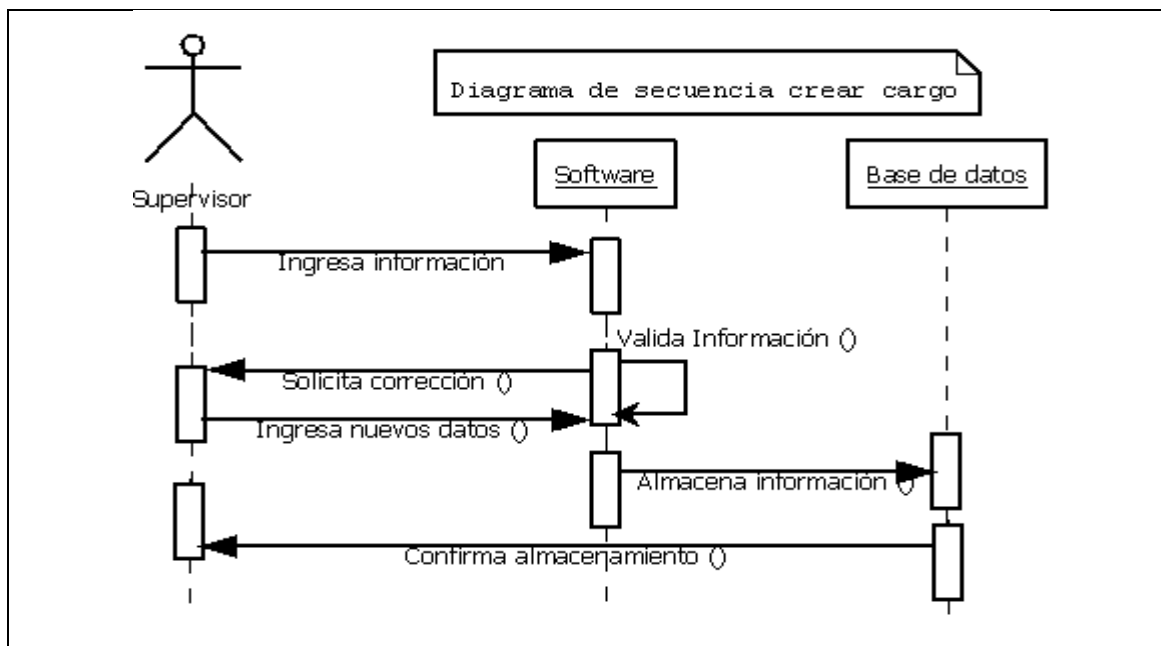 Diagrama de secuencia crear cargo
Supervisor
Software
Base de datos
Ingresa información
Valida Información ()
Solicita corrección ()
Ingresa nuevos datos ()
Almacena información ()
Confirma almacenamiento ()